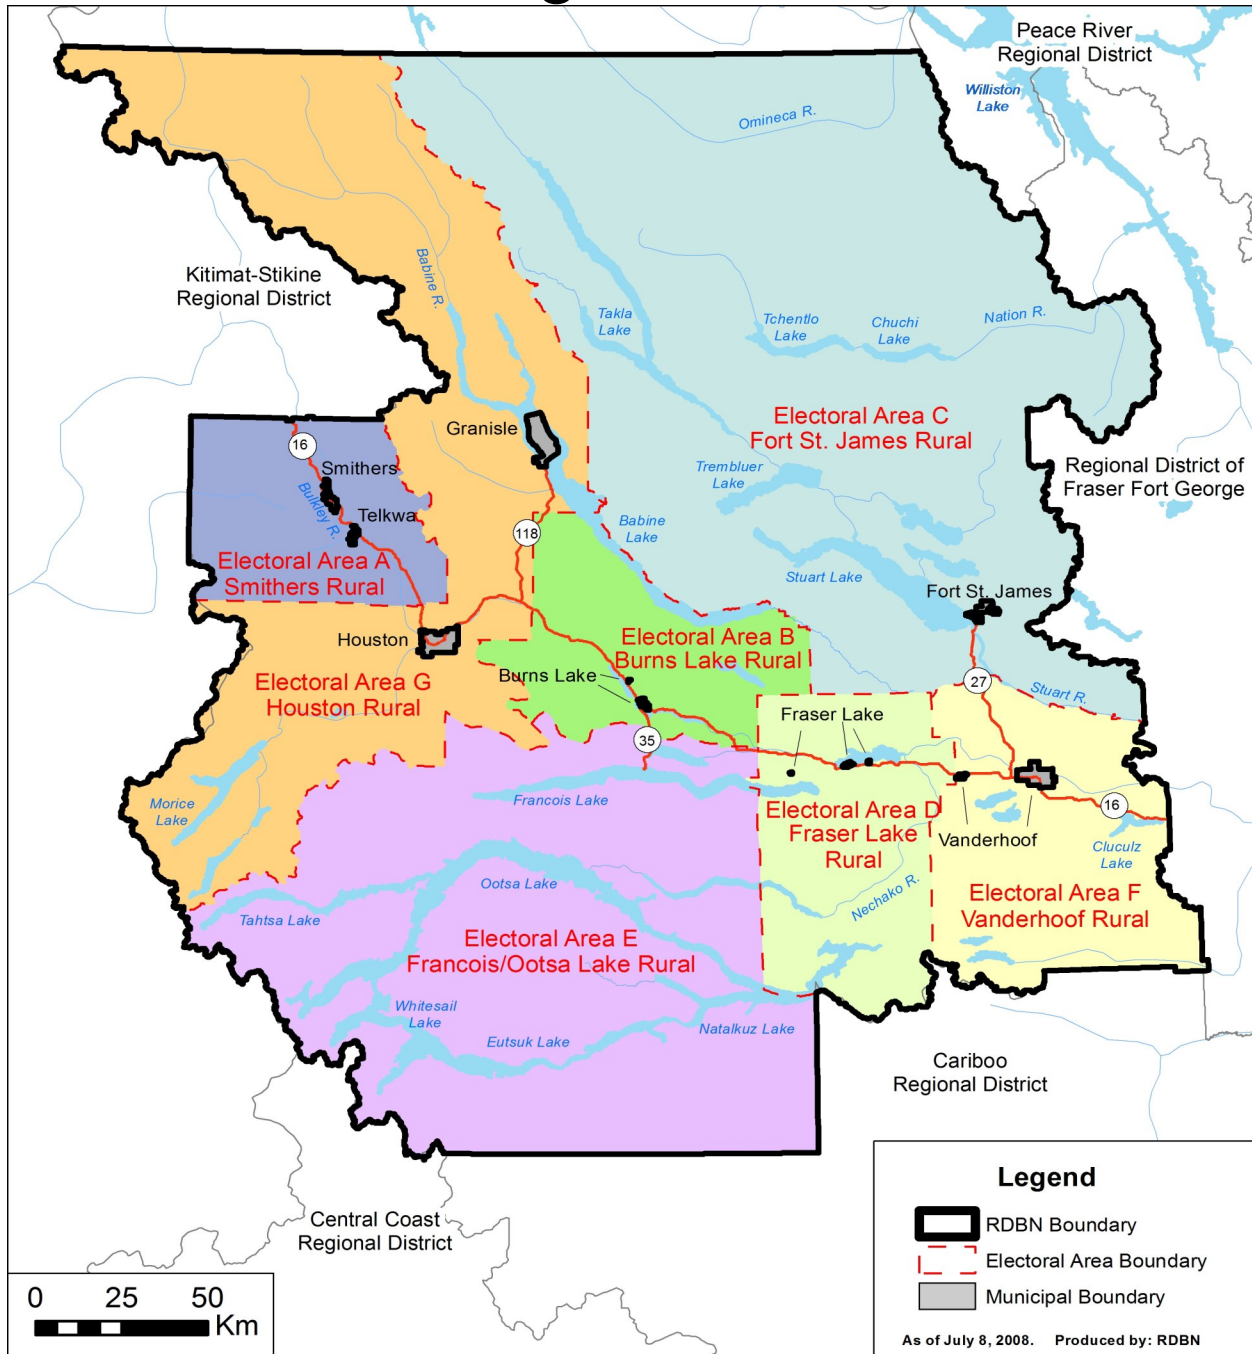 Peace River
Regional District
Williston
Lake
Omineca R.
Babine R.
Kitimat-Stikine
Regional District
Takla
Lake
Tchentlo
Lake
Chuchi
Lake
Nation R.
Granisle
Electoral Area C
Fort St. James Rural
16
Smithers
Trembluer
Lake
Regional District of
Fraser Fort George
Bulkley R.
Telkwa
118
Babine
Lake
Electoral Area A
Smithers Rural
Stuart Lake
Fort St. James
Houston
Electoral Area B
Burns Lake Rural
Electoral Area G
Houston Rural
Burns Lake
27
Stuart R.
Fraser Lake
35
Morice
Lake
Francois Lake
Electoral Area D
Fraser Lake
Rural
16
Vanderhoof
Cluculz
Lake
Ootsa Lake
Nechako R.
Electoral Area F
Vanderhoof Rural
Tahtsa Lake
Electoral Area E
Francois/Ootsa Lake Rural
Whitesail
Lake
Natalkuz Lake
Eutsuk Lake
Cariboo
Regional District
Central Coast
Regional District
Legend
RDBN Boundary
Electoral Area Boundary
Municipal Boundary
As of July 8, 2008. Produced by: RDBN
0 25 50
Km